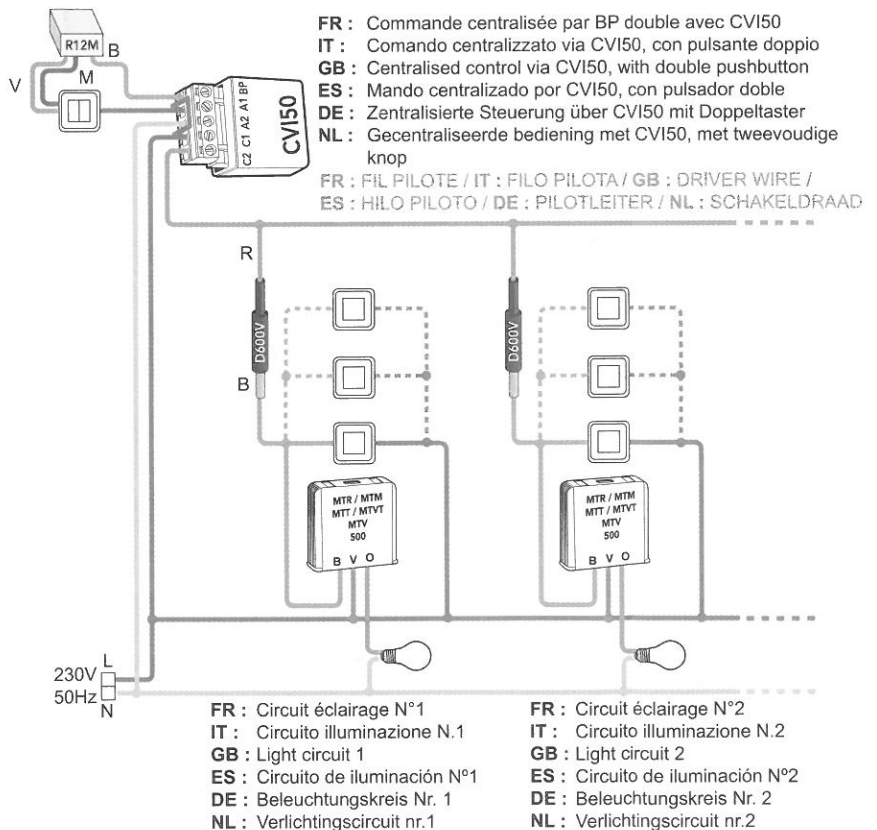 FR : Commande centralisée par BP double avec CVI50
IT : Comando centralizzato via CVI50, con pulsante doppio
GB : Centralised control via CVI50, with double pushbutton
ES : Mando centralizado por CVI50, con pulsador doble
DE : Zentralisierte Steuerung über CVI50 mit Doppeltaster
NL : Gecentraliseerde bediening met CVI50, met tweevoudige
knop
FR : FIL PILOTE / IT : FILO PILOTA / GB : DRIVER WIRE /
ES : HILO PILOTO / DE : PILOTLEITER / NL : SCHAKELDRAAD
R12M
B
V
M
C2 C1 A2 A1 BP
CVI50
R
D600V
B
D600V
MTR / MTM
MTT / MTVT
MTV
500
B V O
MTR / MTM
MTT / MTVT
MTV
500
B V O
230V
50Hz
L
N
FR : Circuit éclairage N°1
IT : Circuito illuminazione N.1
GB : Light circuit 1
ES : Circuito de iluminación Nº1
DE : Beleuchtungskreis Nr. 1
NL : Verlichtingscircuit nr.1
FR : Circuit éclairage N°2
IT : Circuito illuminazione N.2
GB : Light circuit 2
ES : Circuito de iluminación Nº2
DE : Beleuchtungskreis Nr. 2
NL : Verlichtingscircuit nr.2